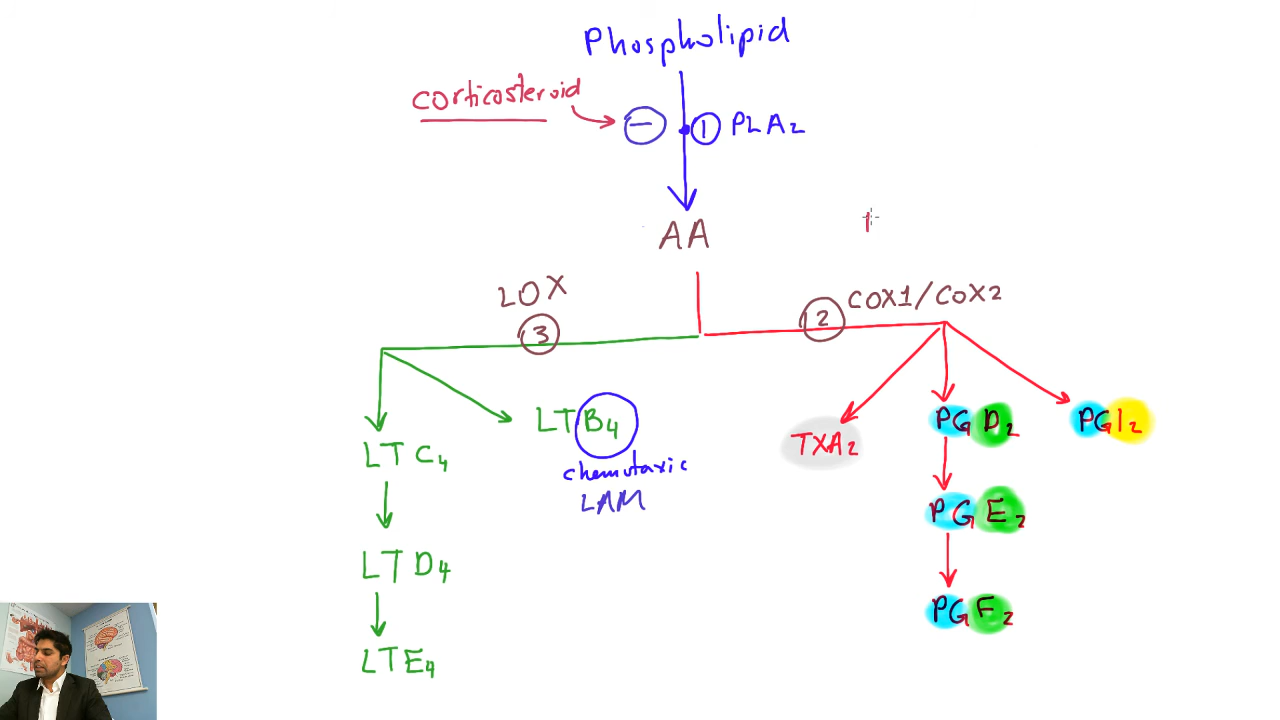 Phospholipid
corticosteroid
−
1 PLA2
AA
LOX
3
COX1/COX2
2
LTC4
LTB4
chemotaxic
LAM
LTD4
LTE4
TXA2
PGD2
PGI2
PGE2
PGF2